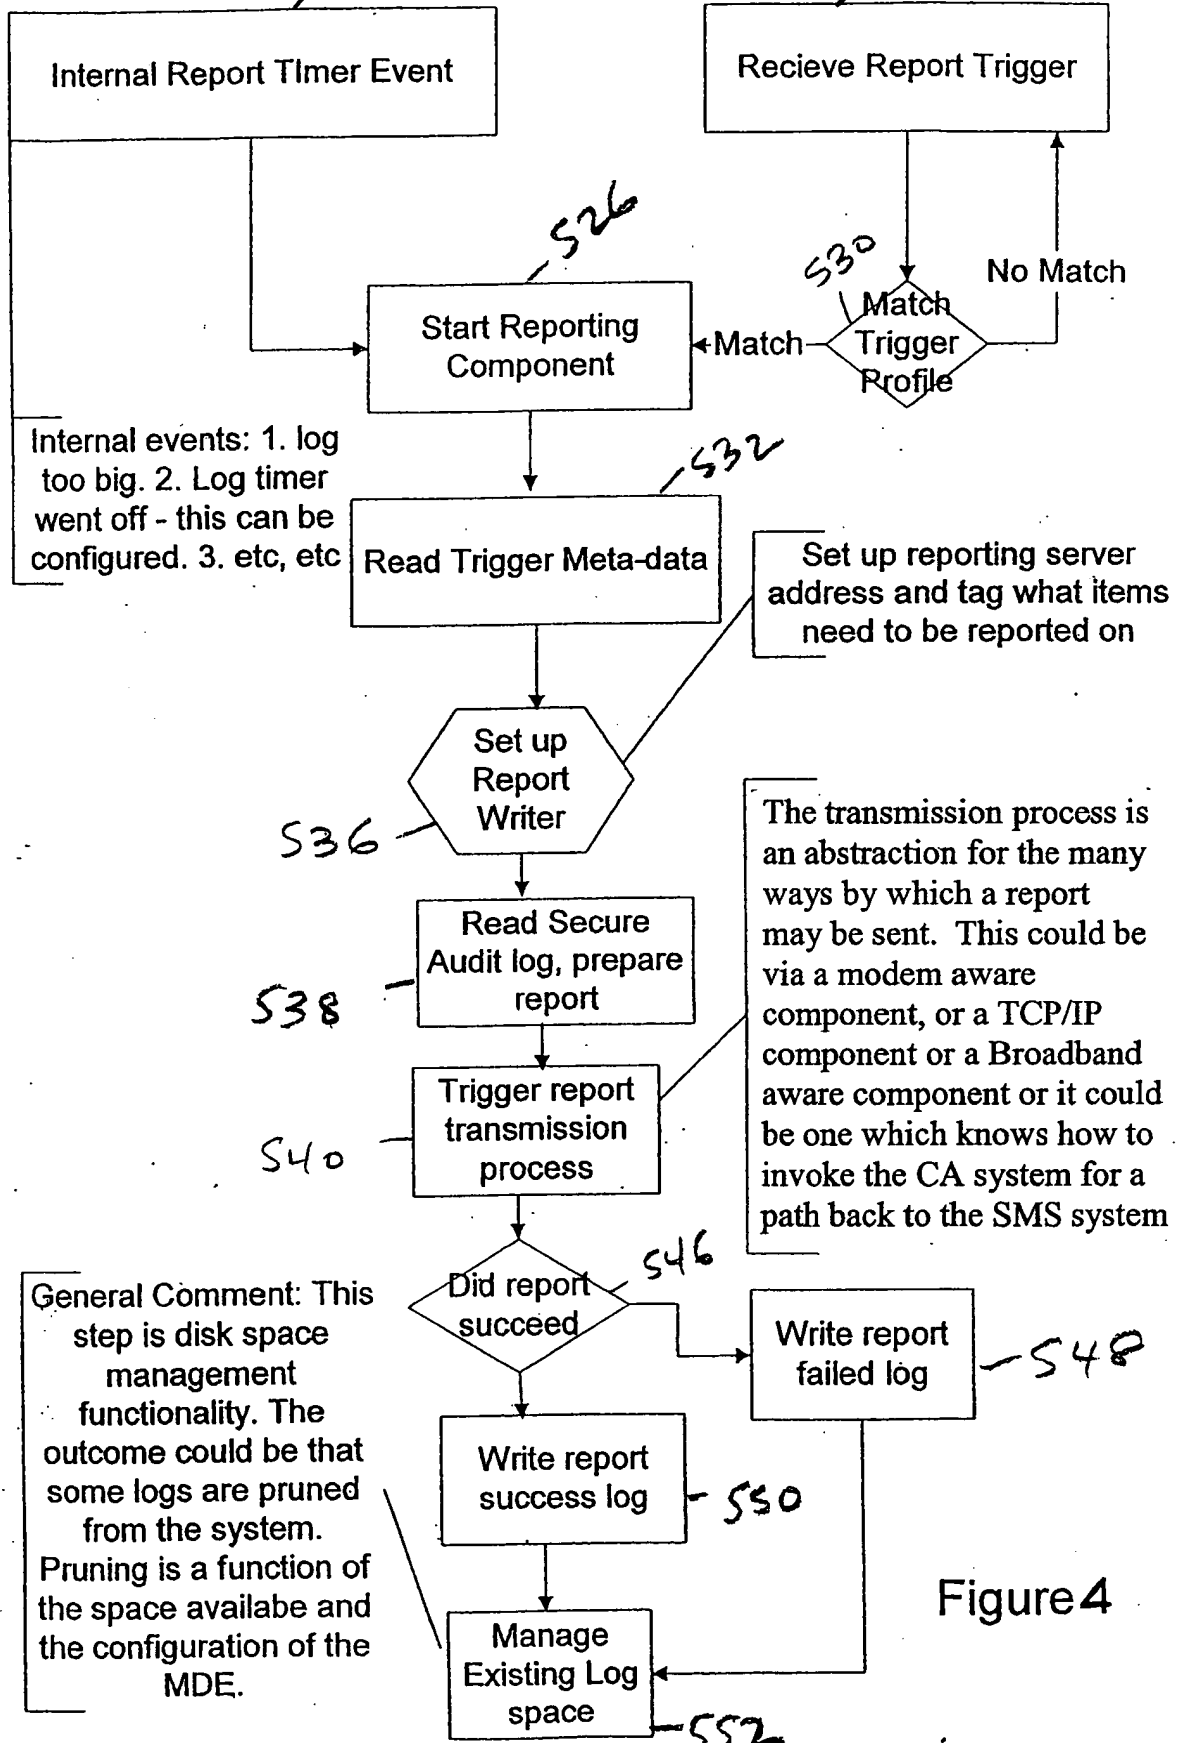 Internal Report TImer Event
Recieve Report Trigger
526
530
No Match
Start Reporting
Component
Match
Match
Trigger
Profile
Internal events: 1. log
too big. 2. Log timer
went off - this can be
configured. 3. etc, etc
532
Read Trigger Meta-data
Set up reporting server
address and tag what items
need to be reported on
Set up
Report
Writer
536
The transmission process is
an abstraction for the many
ways by which a report
may be sent. This could be
via a modem aware
component, or a TCP/IP
component or a Broadband
aware component or it could
be one which knows how to
invoke the CA system for a
path back to the SMS system
Read Secure
Audit log, prepare
report
538
Trigger report
transmission
process
540
546
Did report
succeed
Write report
failed log
548
General Comment: This
step is disk space
management
functionality. The
outcome could be that
some logs are pruned
from the system.
Pruning is a function of
the space availabe and
the configuration of the
MDE.
Write report
success log
550
Figure 4
Manage
Existing Log
space
552